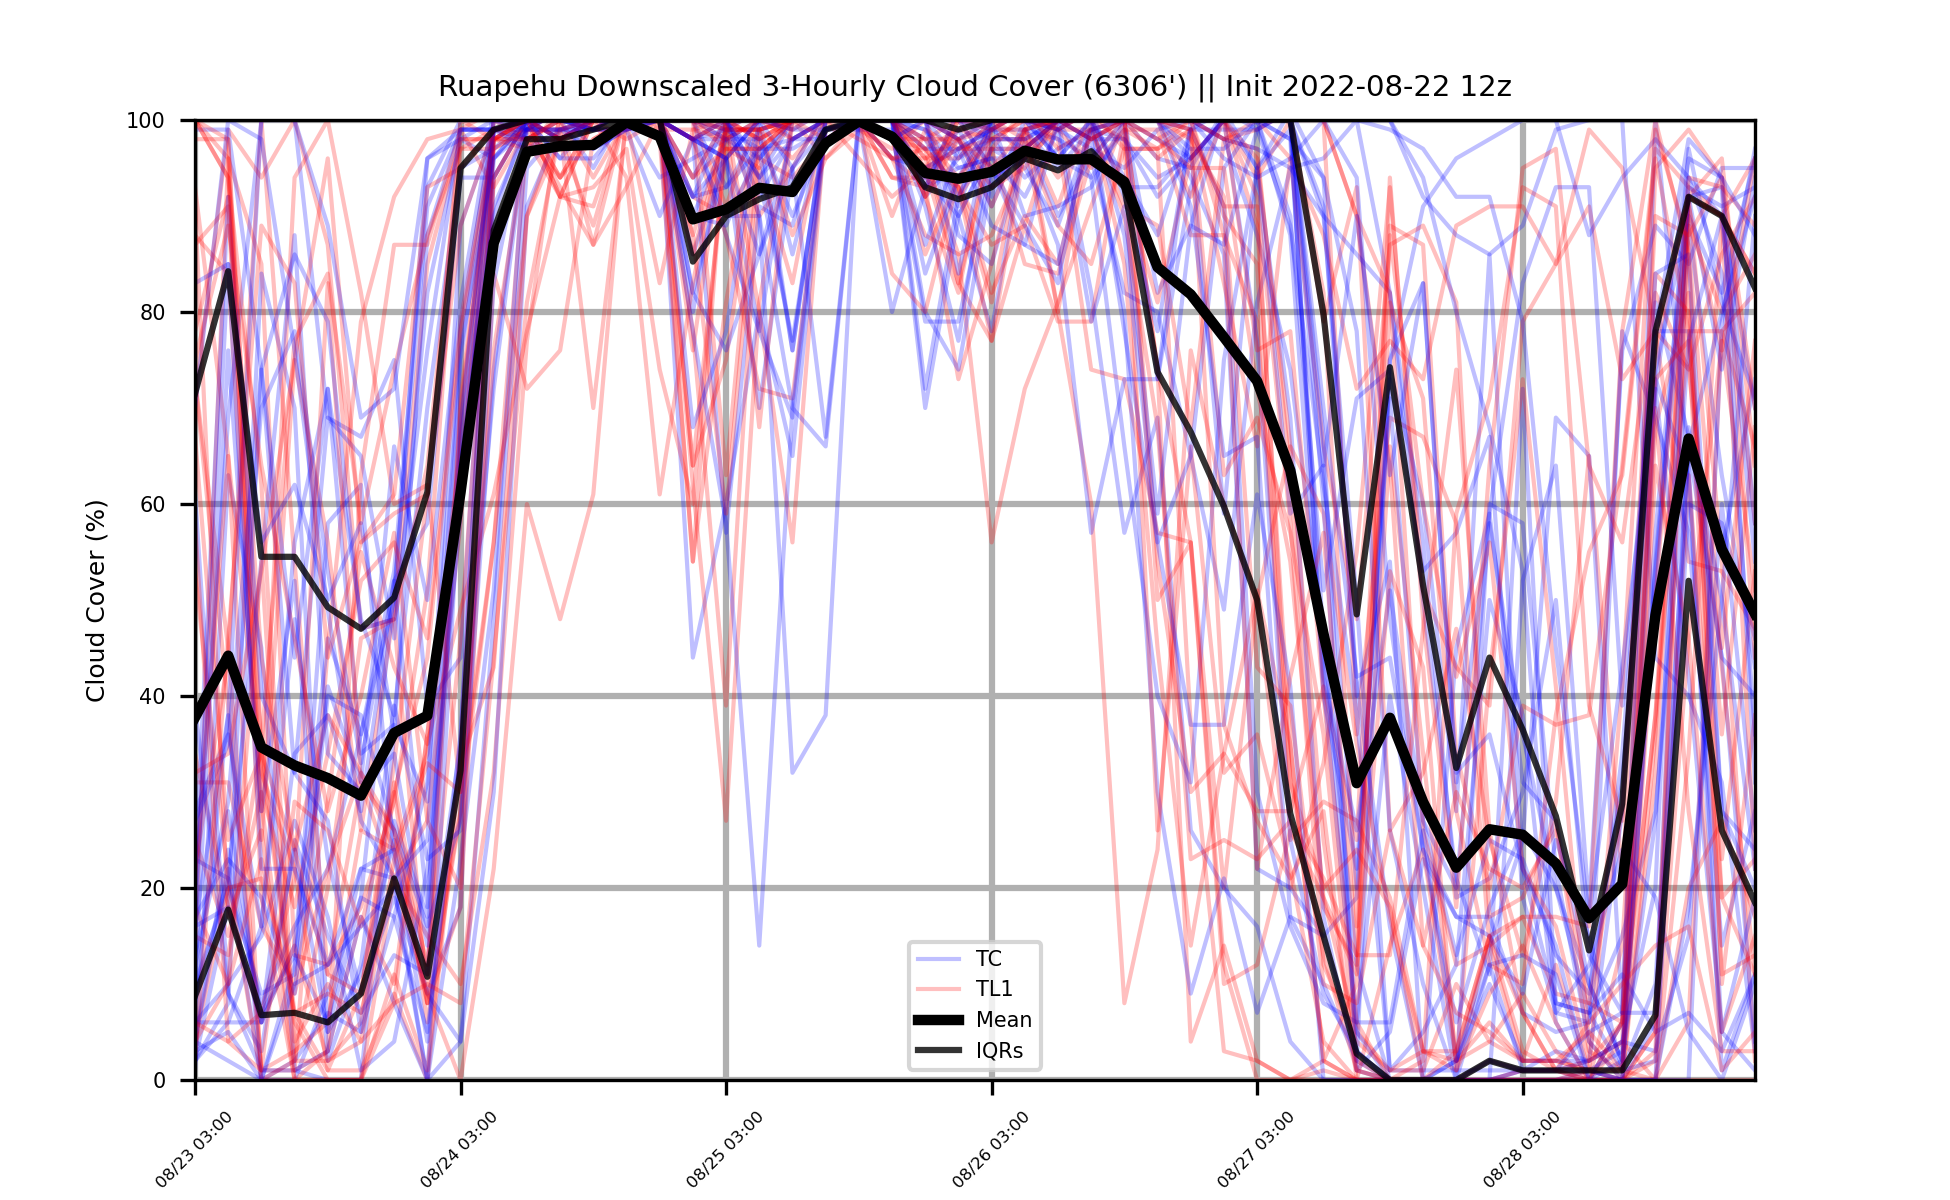 Ruapehu Downscaled 3-Hourly Cloud Cover (6306') || Init 2022-08-22 12z
Cloud Cover (%)
100
80
60
40
20
0
TC
TL1
Mean
IQRs
08/23 03:00
08/24 03:00
08/25 03:00
08/26 03:00
08/27 03:00
08/28 03:00